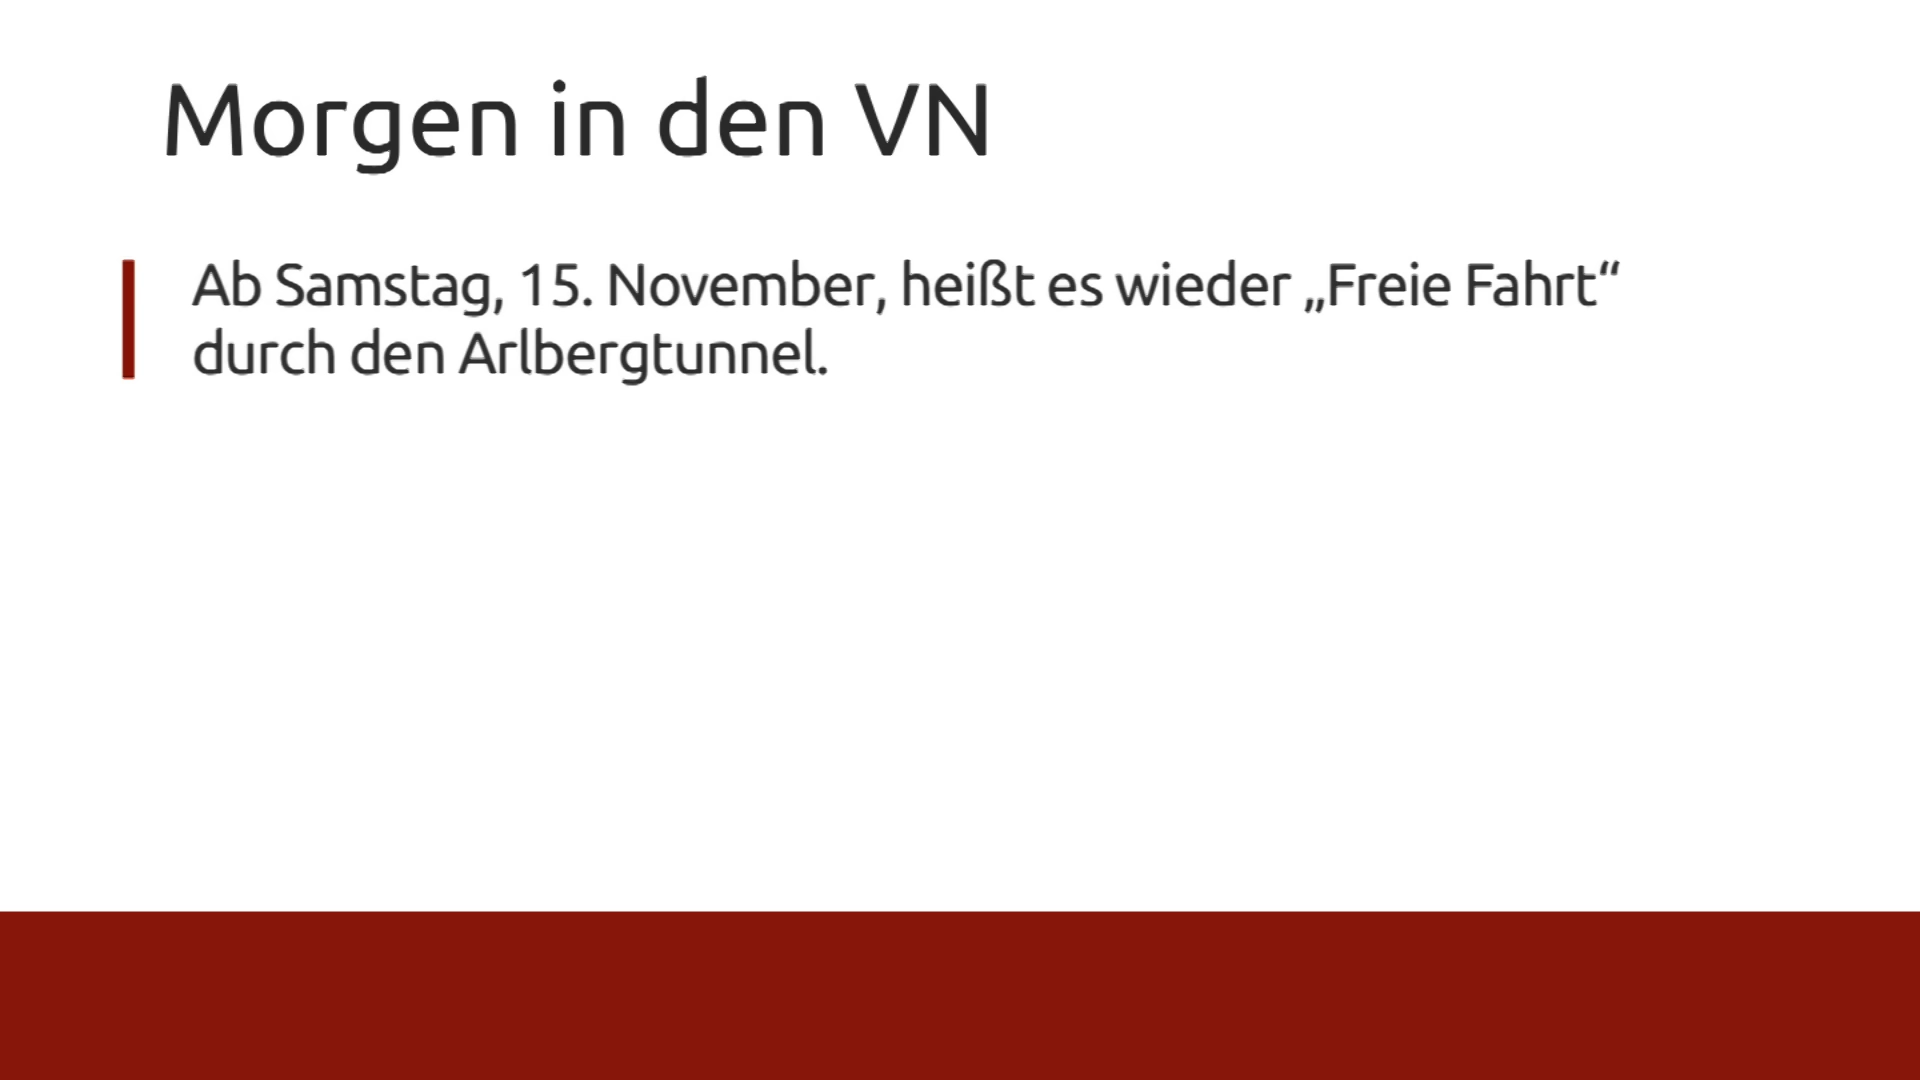 Morgen in den VN
Ab Samstag, 15. November, heißt es wieder „Freie Fahrt“
durch den Arlbergtunnel.